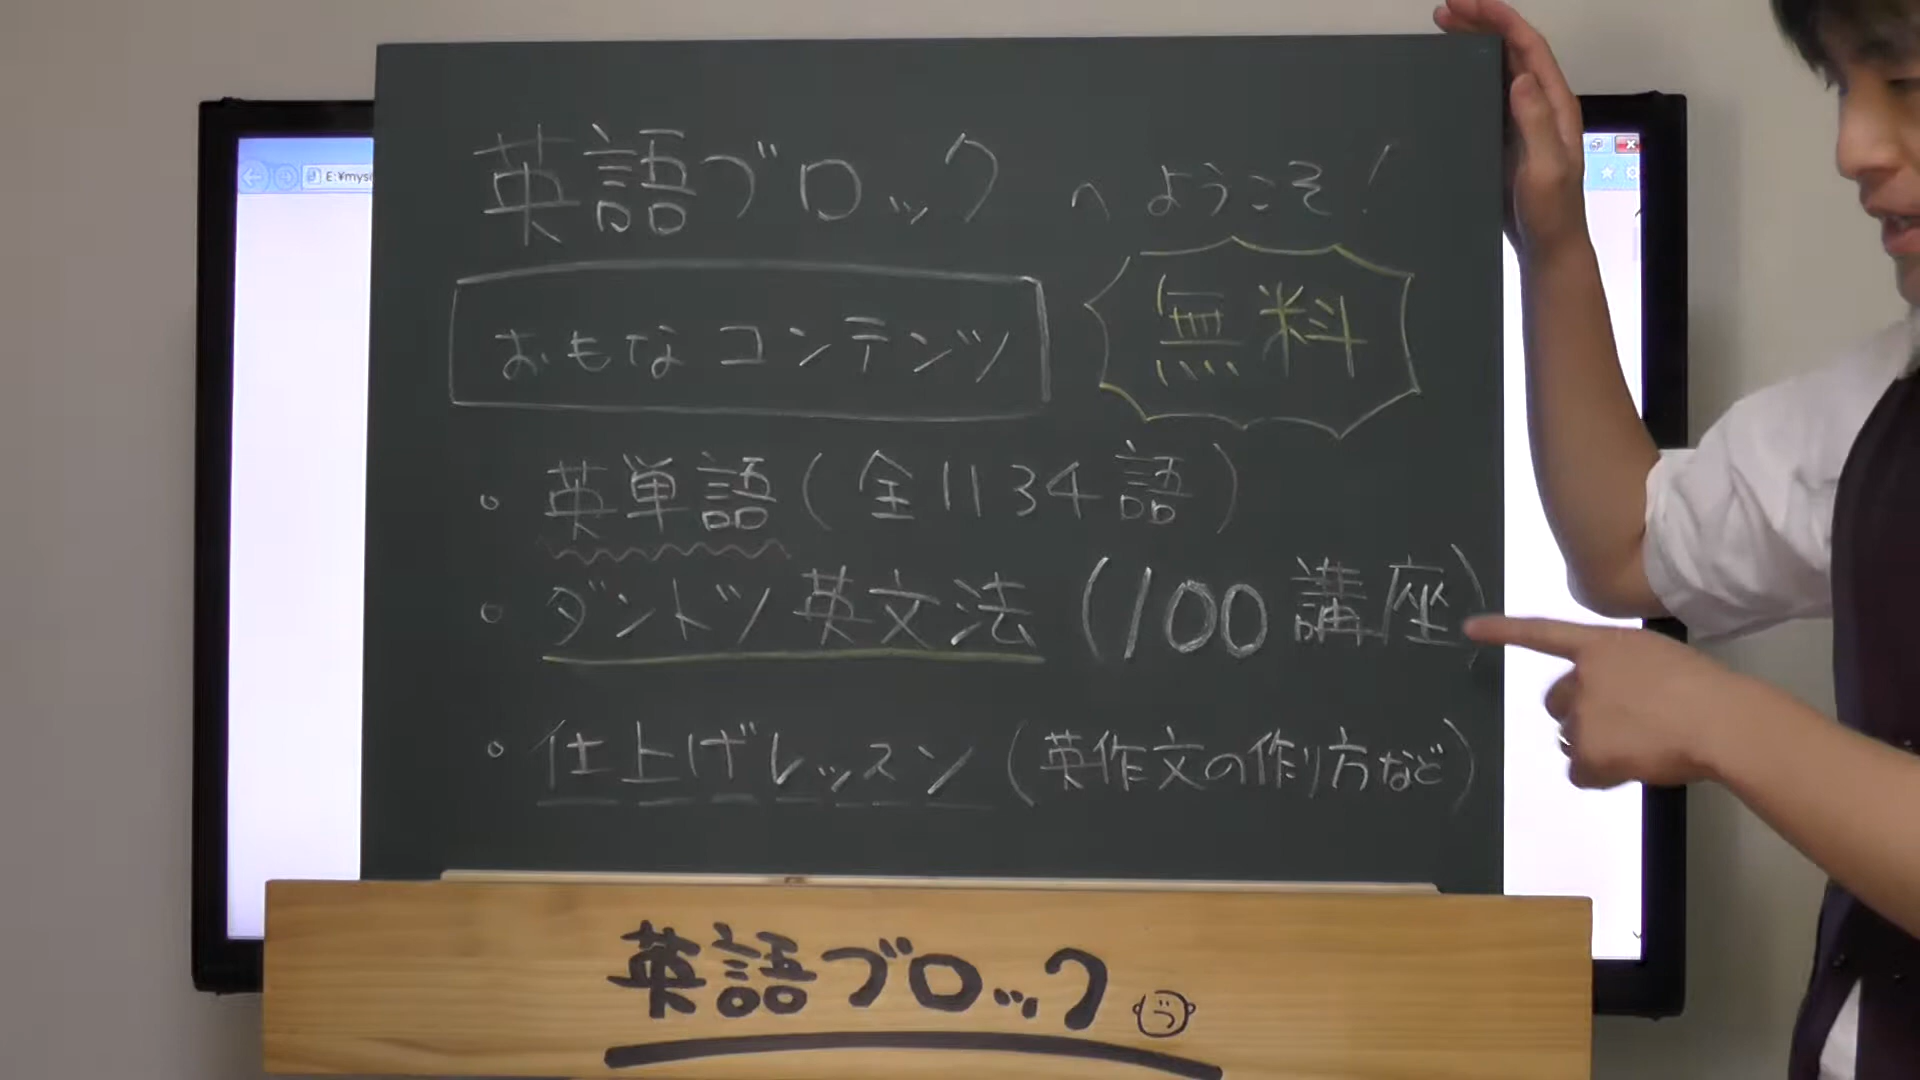 英語ブロックへようこそ!
おもなコンテンツ
無料
・英単語(全1134語)
・ダントツ英文法(100講座)
・仕上げレッスン(英作文の作り方など)
英語ブロック
E:¥mysi